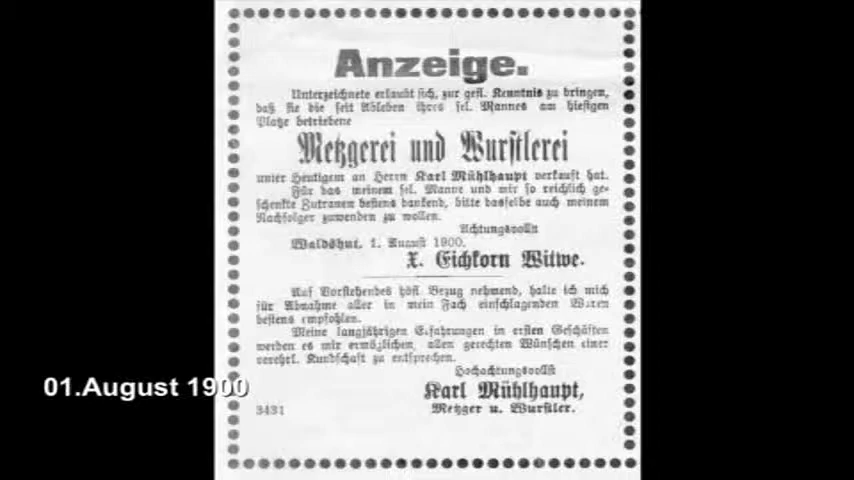 Anzeige.
Unterzeichnete erlaubt sich, zur gefl. Kenntnis zu bringen,
daß sie die seit Ableben ihres sel. Mannes am hiesigen
Platze betriebene
Metzgerei und Wurstlerei
unter Heutigem an Herrn Karl Mühlhaupt verkauft hat.
Für das meinem sel. Manne und mir so reichlich ge-
schenkte Zutrauen bestens dankend, bitte dasselbe auch meinem
Nachfolger zuwenden zu wollen.
Achtungsvollst
Waldshut, 1. August 1900.
X. Eichkorn Witwe.
Auf Vorstehendes höfl. Bezug nehmend, halte ich mich
für Abnahme aller in mein Fach einschlagenden Waren
bestens empfohlen.
Meine langjährigen Erfahrungen in ersten Geschäften
werden es mir ermöglichen, allen gerechten Wünschen einer
verehrl. Kundschaft zu entsprechen.
Hochachtungsvollst
Karl Mühlhaupt,
Metzger u. Wurstler.
3431
01.August 1900